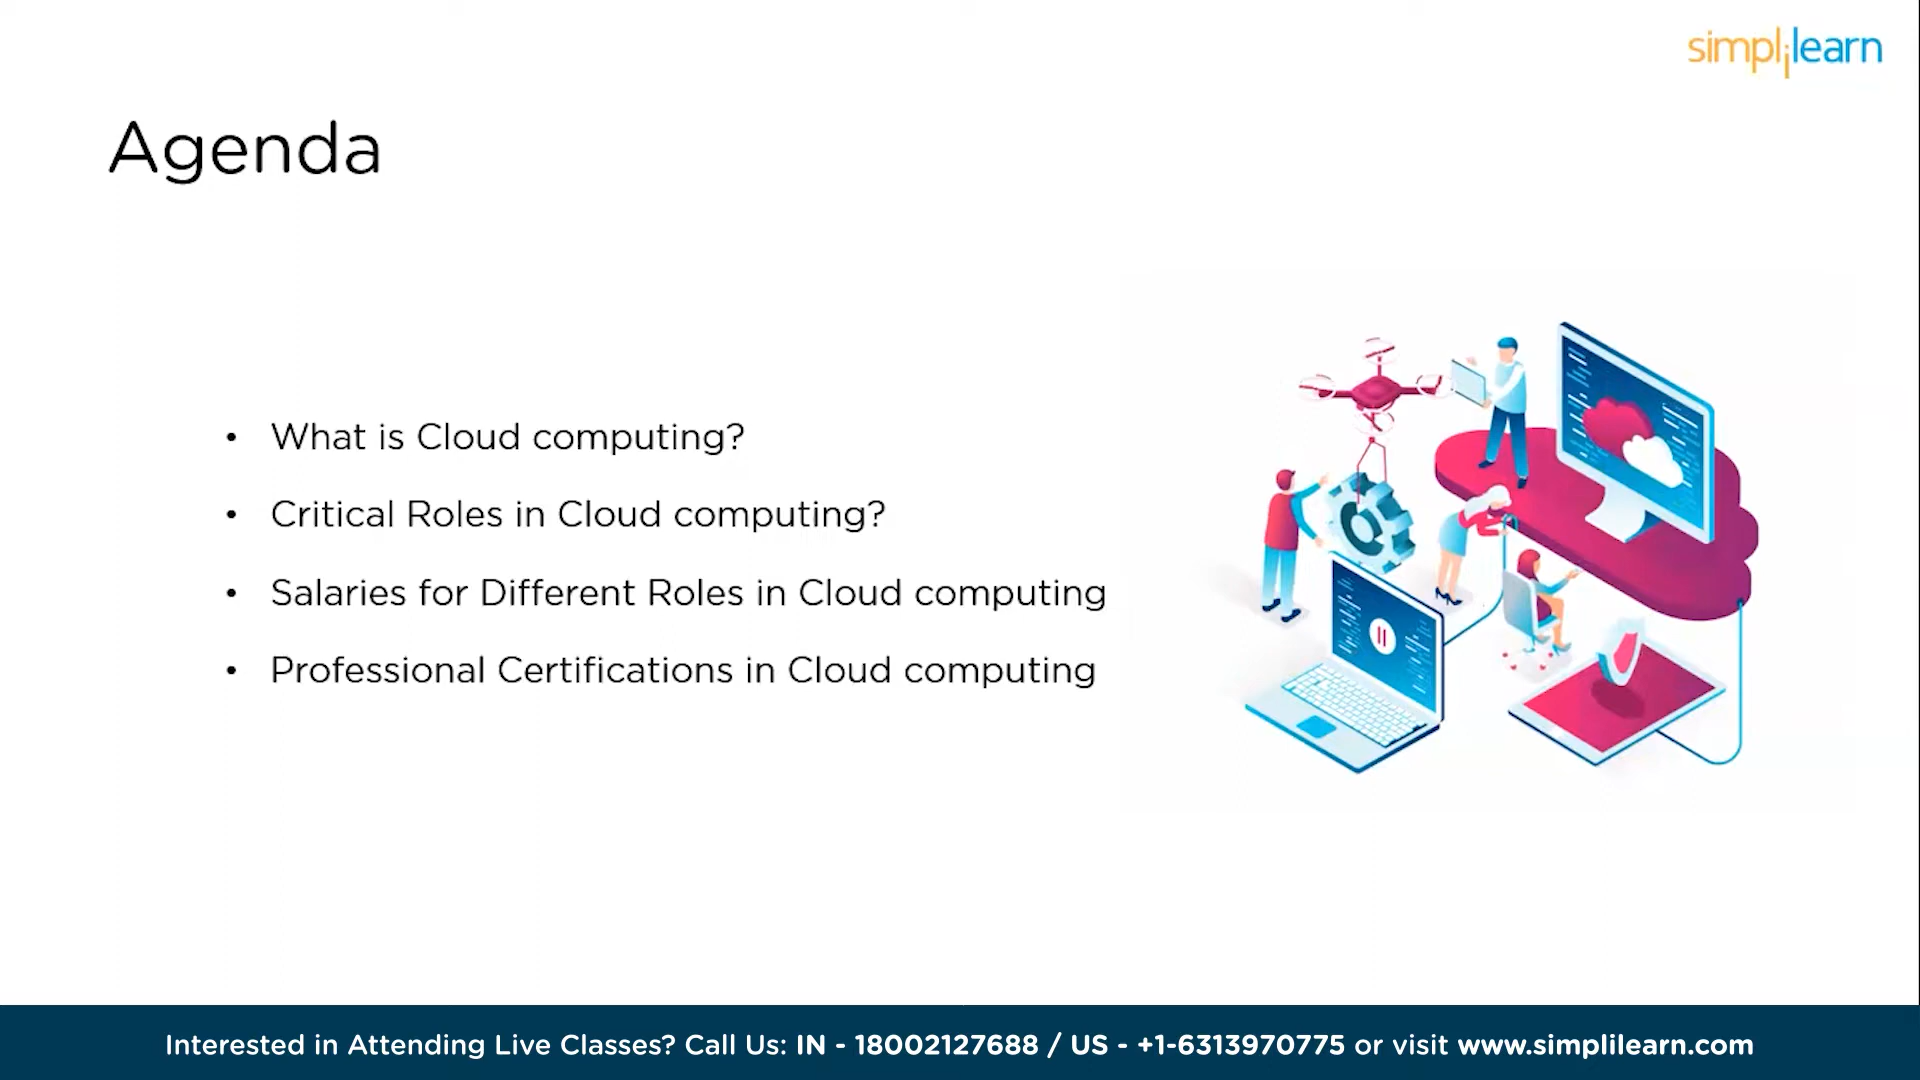 simplilearn
Agenda
• What is Cloud computing?
• Critical Roles in Cloud computing?
• Salaries for Different Roles in Cloud computing
• Professional Certifications in Cloud computing
Interested in Attending Live Classes? Call Us: IN - 18002127688 / US - +1-6313970775 or visit www.simplilearn.com